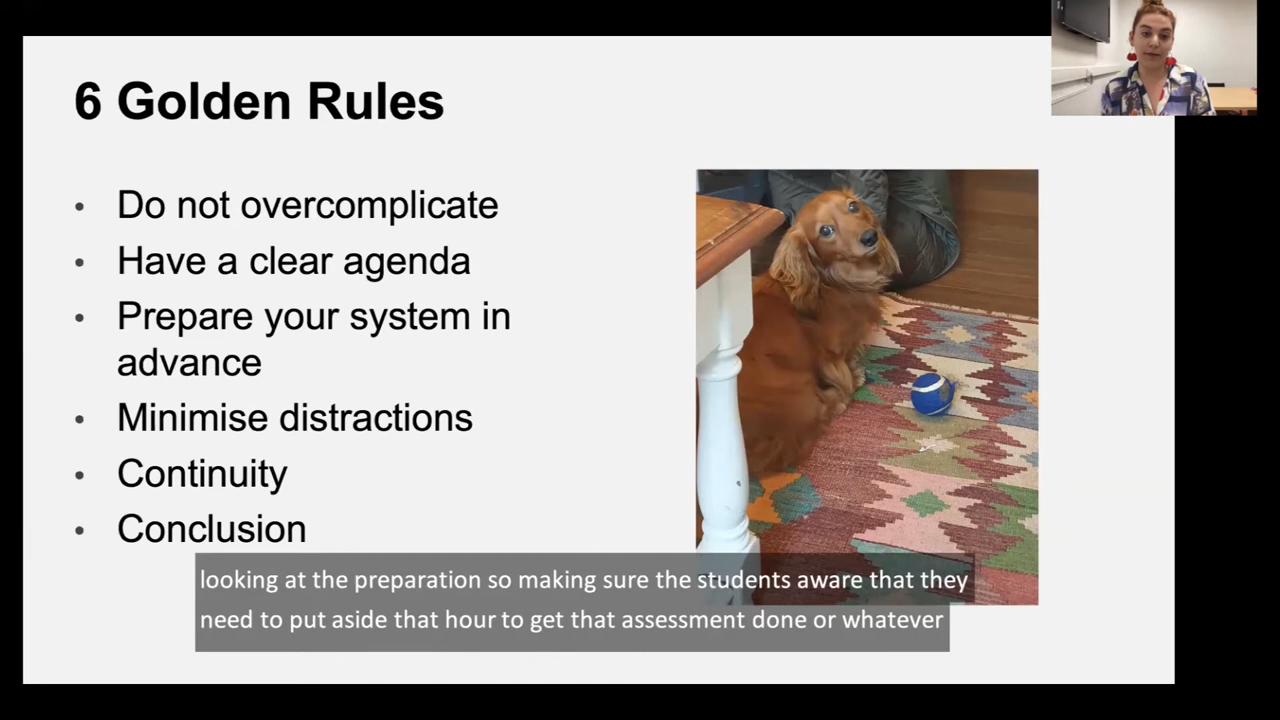 6 Golden Rules
• Do not overcomplicate
• Have a clear agenda
• Prepare your system in
advance
• Minimise distractions
• Continuity
• Conclusion
looking at the preparation so making sure the students aware that they
need to put aside that hour to get that assessment done or whatever